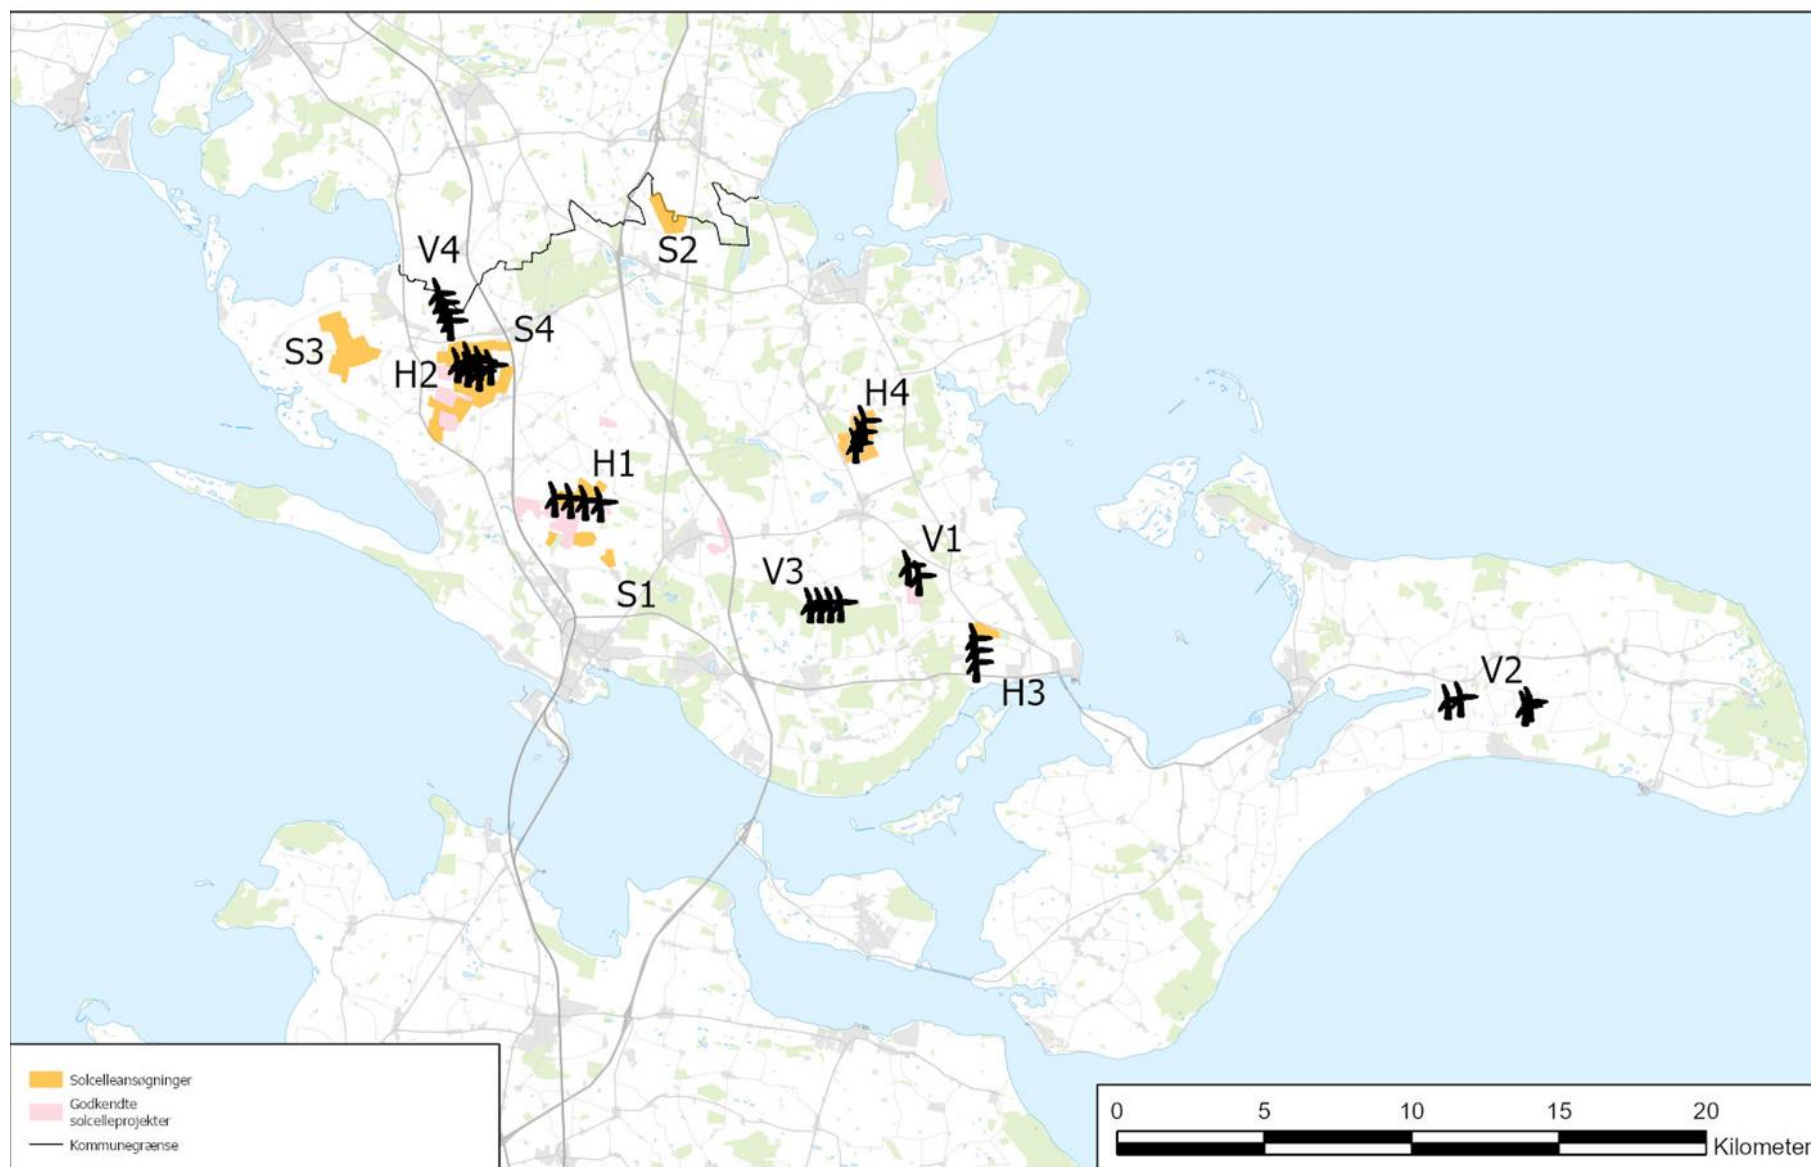 S2
V4
S4
S3
H2
H4
H1
V1
V3
S1
V2
H3
Solcelleansøgninger
Godkendte
solcelleprojekter
Kommunegrænse
0 5 10 15 20
Kilometer